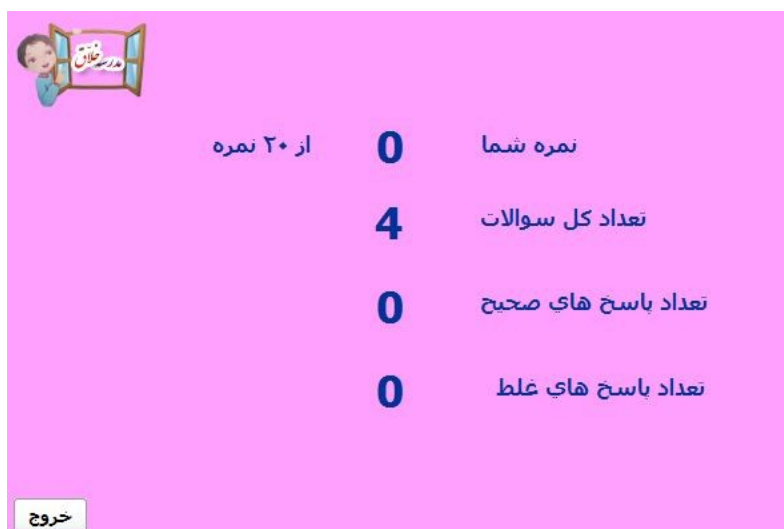 مدرسه خلاق
نمره شما 0 از ۲۰ نمره
تعداد کل سوالات 4
تعداد پاسخ هاي صحیح 0
تعداد پاسخ هاي غلط 0
خروج